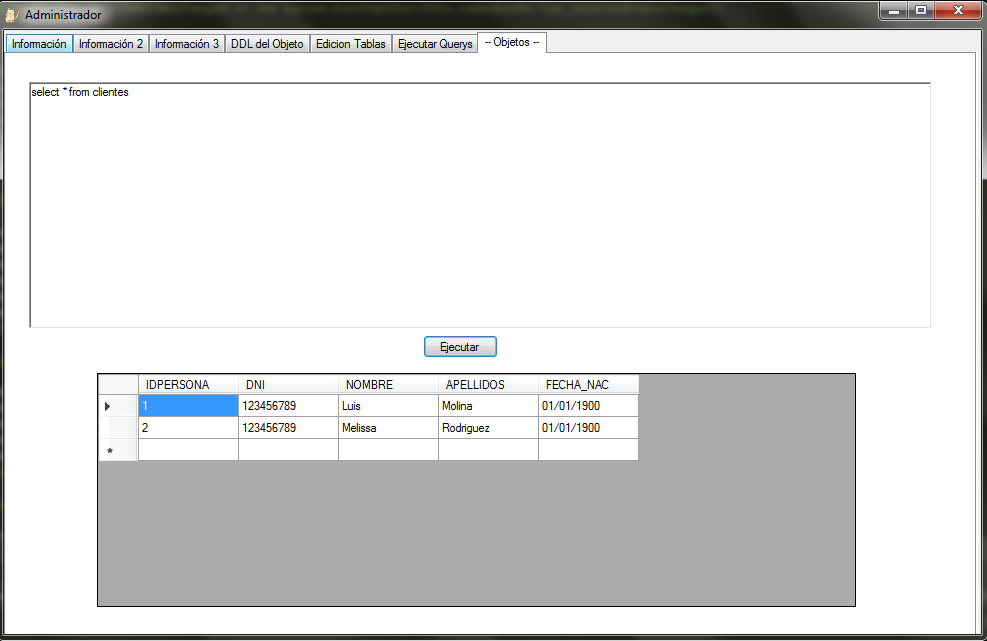 Administrador
Información Información 2 Información 3 DDL del Objeto Edicion Tablas Ejecutar Querys -- Objetos --
select * from clientes
Ejecutar
IDPERSONA DNI NOMBRE APELLIDOS FECHA_NAC
1 123456789 Luis Molina 01/01/1900
2 123456789 Melissa Rodriguez 01/01/1900
*